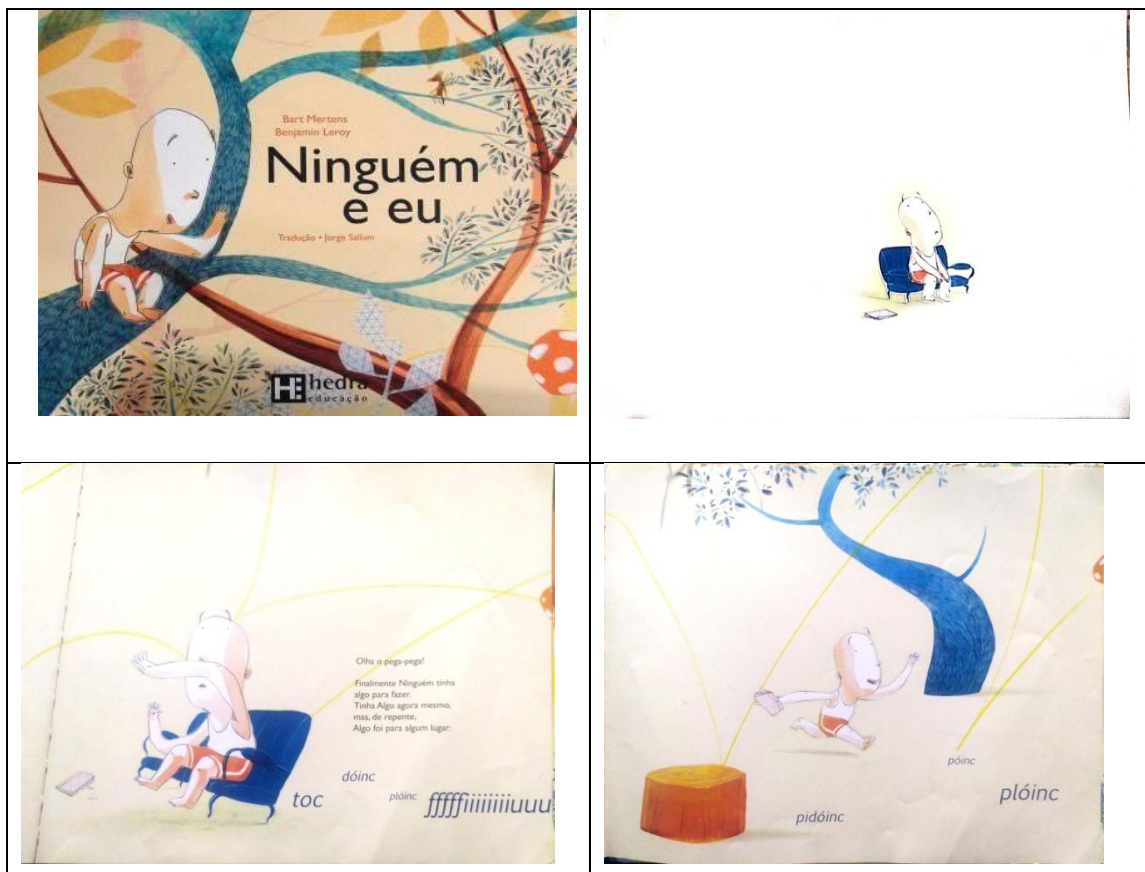 Bart Mertens
Benjamin Leroy
Ninguém
e eu
Tradução • Jorge Sallum
hedra
educação
Olha o pega-pega!
Finalmente Ninguém tinha
algo para fazer.
Tinha Algo agora mesmo,
mas, de repente,
Algo foi para algum lugar:
toc
dóinc
plóinc
fffffiiiiiiiiuuu
póinc
plóinc
pidóinc